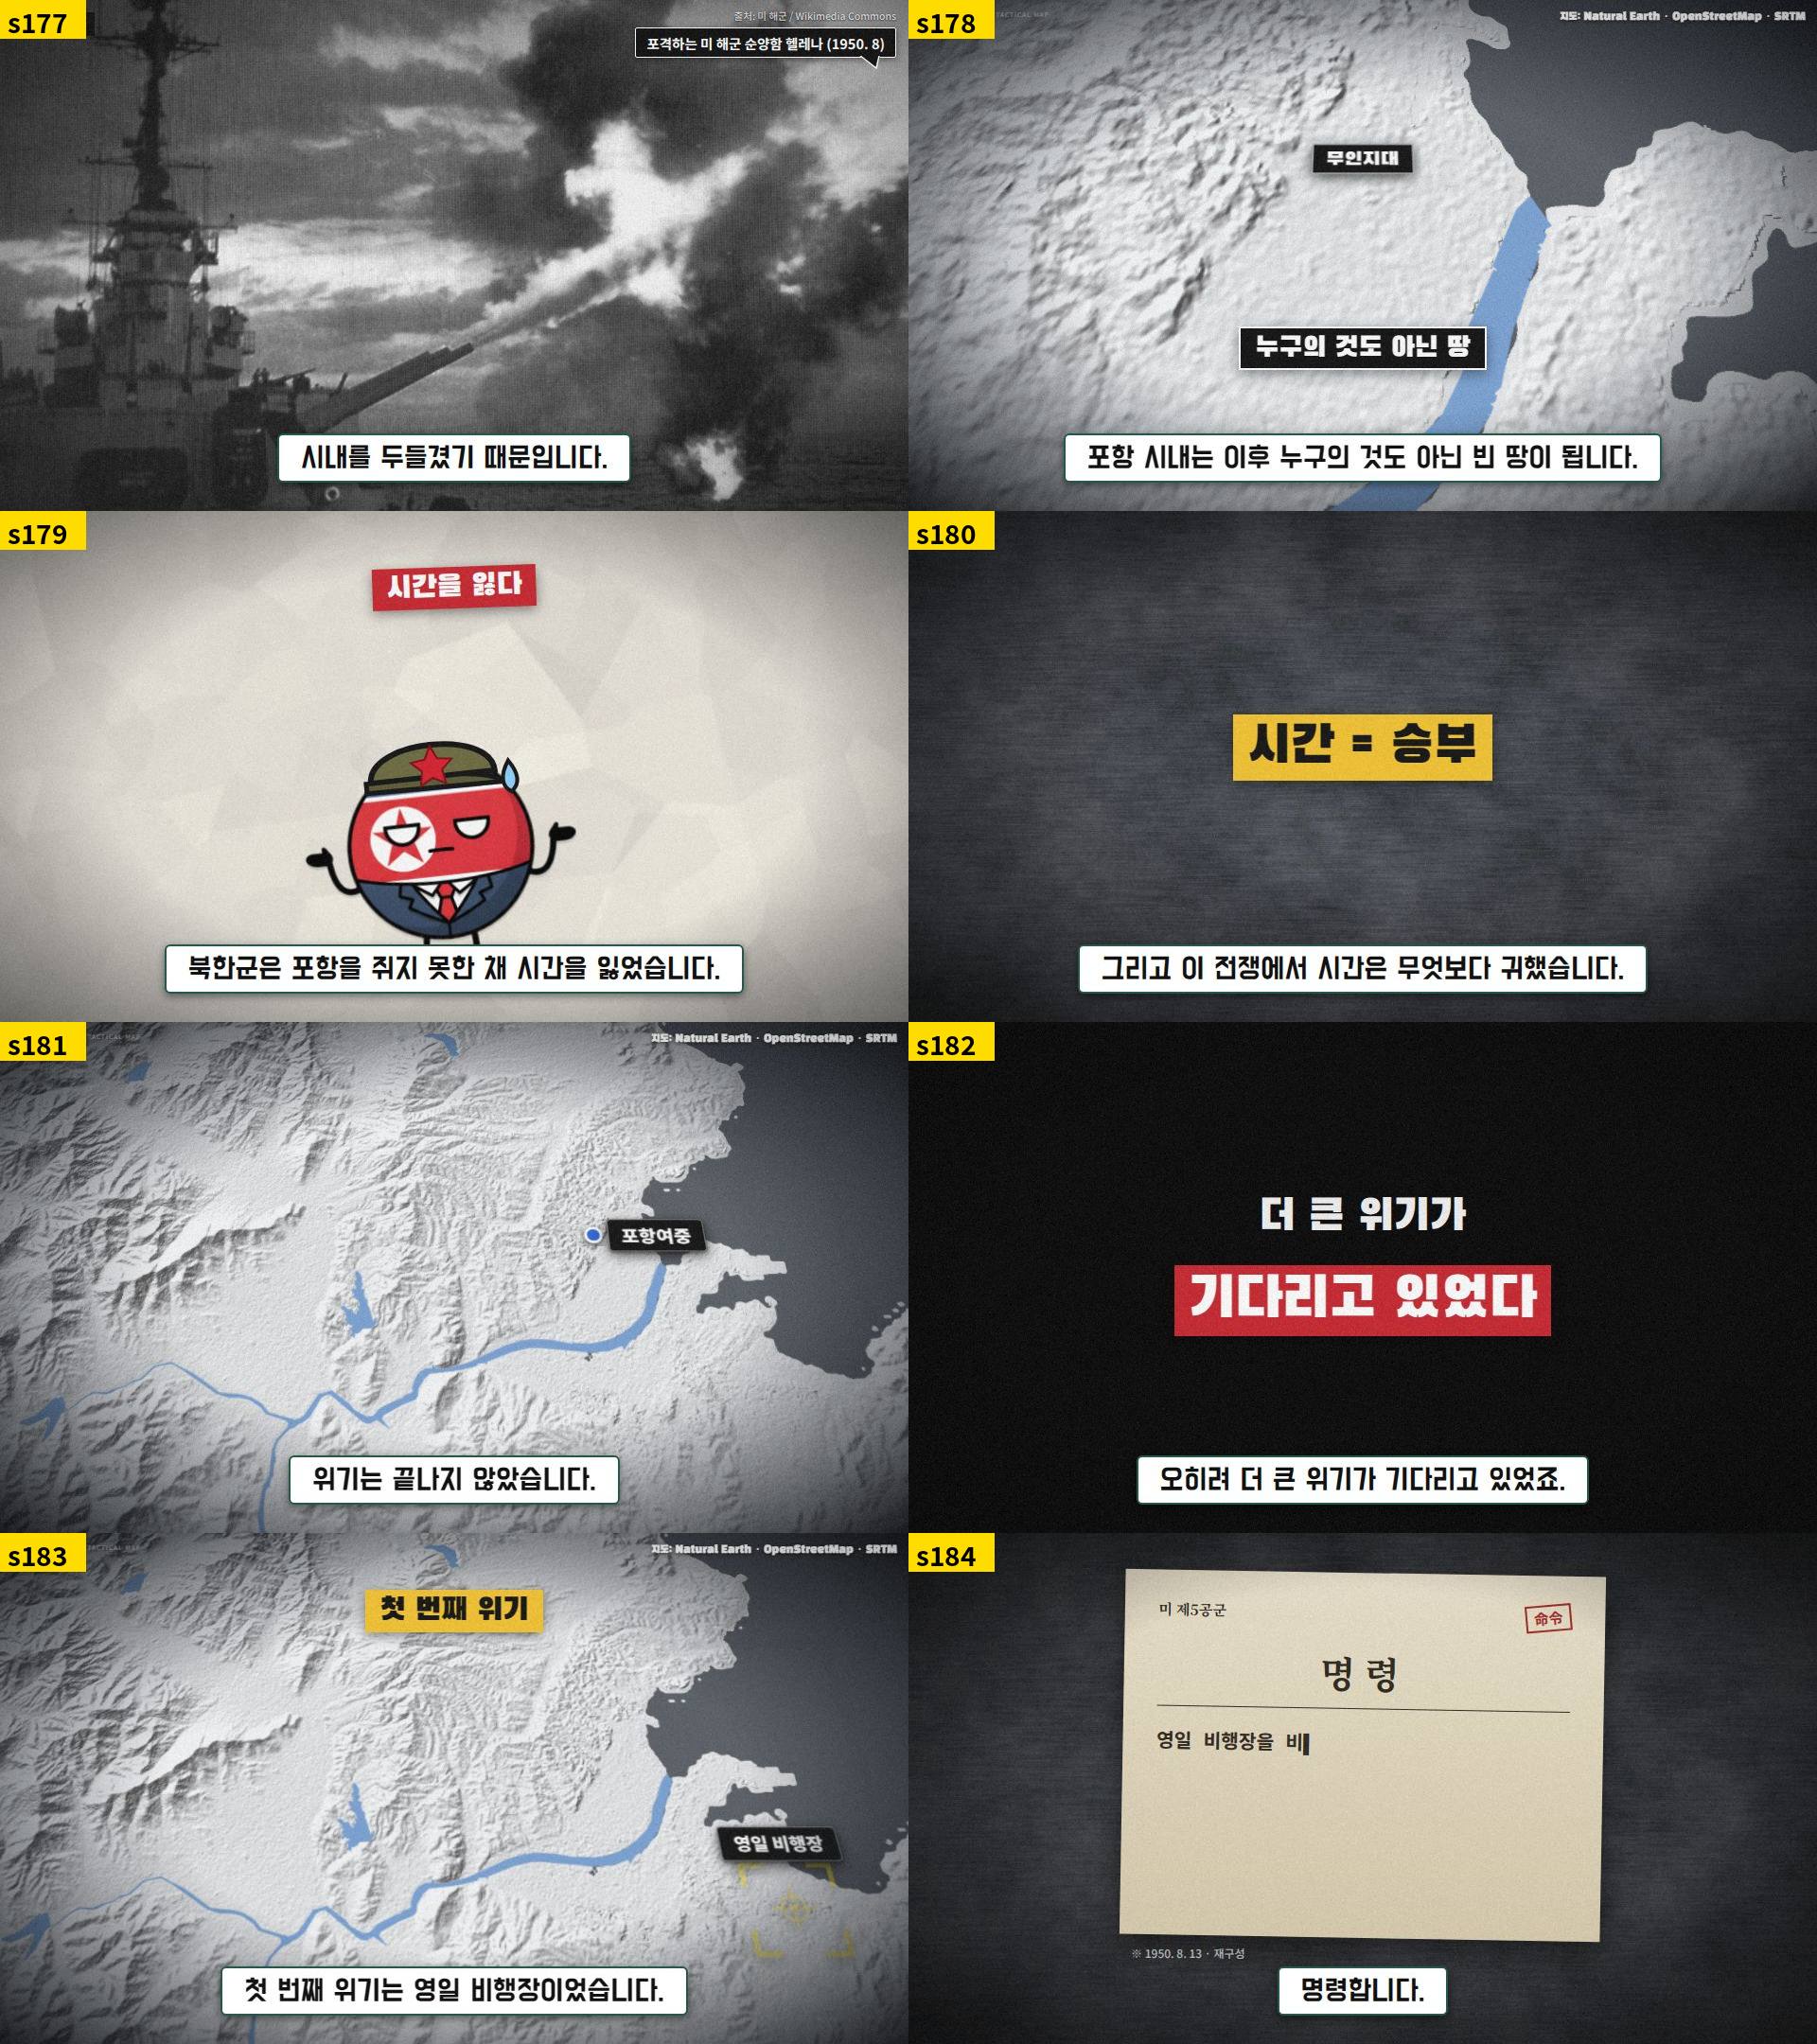 s177
출처: 미 해군 / Wikimedia Commons
포격하는 미 해군 순양함 헬레나 (1950. 8)
시내를 두들겼기 때문입니다.
s178
TACTICAL MAP
지도: Natural Earth · OpenStreetMap · SRTM
무인지대
누구의 것도 아닌 땅
포항 시내는 이후 누구의 것도 아닌 빈 땅이 됩니다.
s179
시간을 잃다
북한군은 포항을 쥐지 못한 채 시간을 잃었습니다.
s180
시간 = 승부
그리고 이 전쟁에서 시간은 무엇보다 귀했습니다.
s181
TACTICAL MAP
지도: Natural Earth · OpenStreetMap · SRTM
포항여중
위기는 끝나지 않았습니다.
s182
더 큰 위기가
기다리고 있었다
오히려 더 큰 위기가 기다리고 있었죠.
s183
TACTICAL MAP
지도: Natural Earth · OpenStreetMap · SRTM
첫 번째 위기
영일 비행장
첫 번째 위기는 영일 비행장이었습니다.
s184
미 제5공군
命令
명 령
영일 비행장을 비
※ 1950. 8. 13 · 재구성
명령합니다.